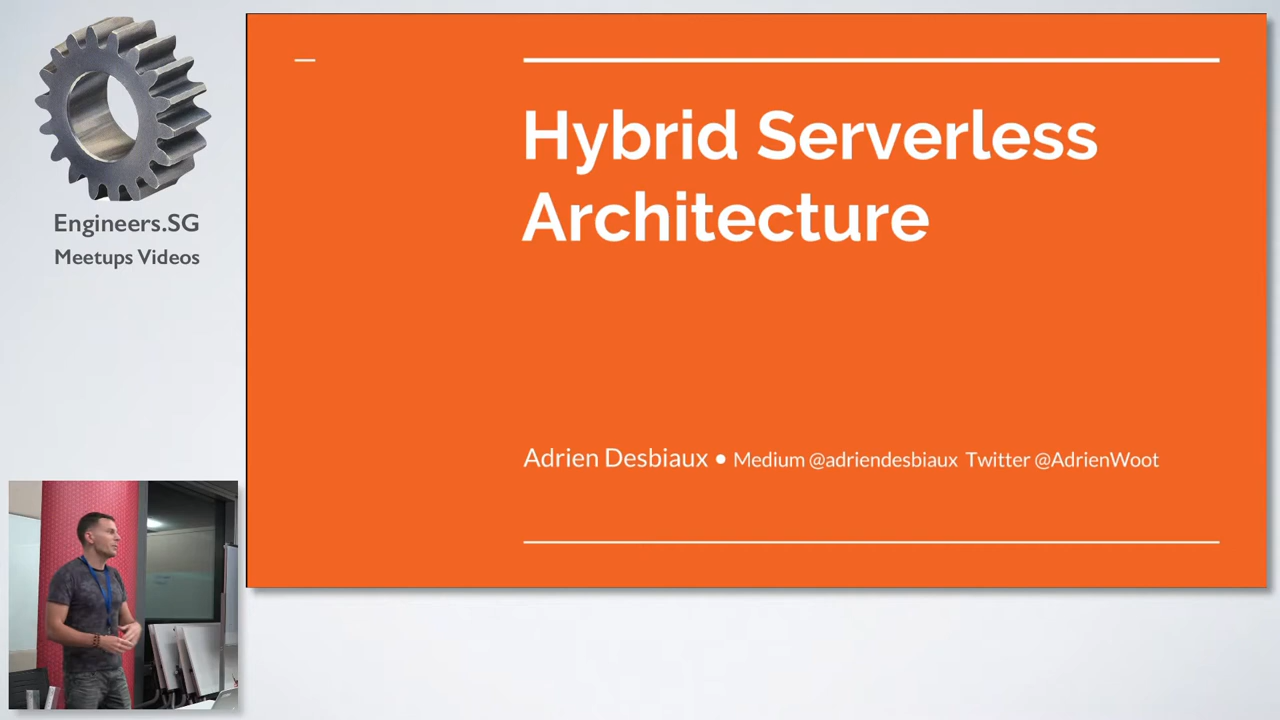 Engineers.SG
Meetups Videos
Hybrid Serverless
Architecture
Adrien Desbiaux • Medium @adriendesbiaux Twitter @AdrienWoot